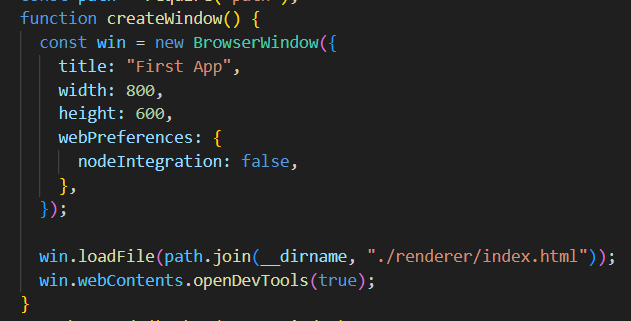 function createWindow() {
  const win = new BrowserWindow({
    title: "First App",
    width: 800,
    height: 600,
    webPreferences: {
      nodeIntegration: false,
    },
  });

  win.loadFile(path.join(__dirname, "./renderer/index.html"));
  win.webContents.openDevTools(true);
}